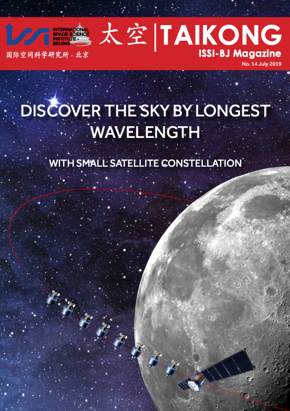 INTERNATIONAL
SPACE SCIENCE
INSTITUTE
BEIJING
国际空间科学研究所 - 北京
太空|TAIKONG
ISSI-BJ Magazine
No. 14 July 2019
DISCOVER THE SKY BY LONGEST
WAVELENGTH
WITH SMALL SATELLITE CONSTELLATION